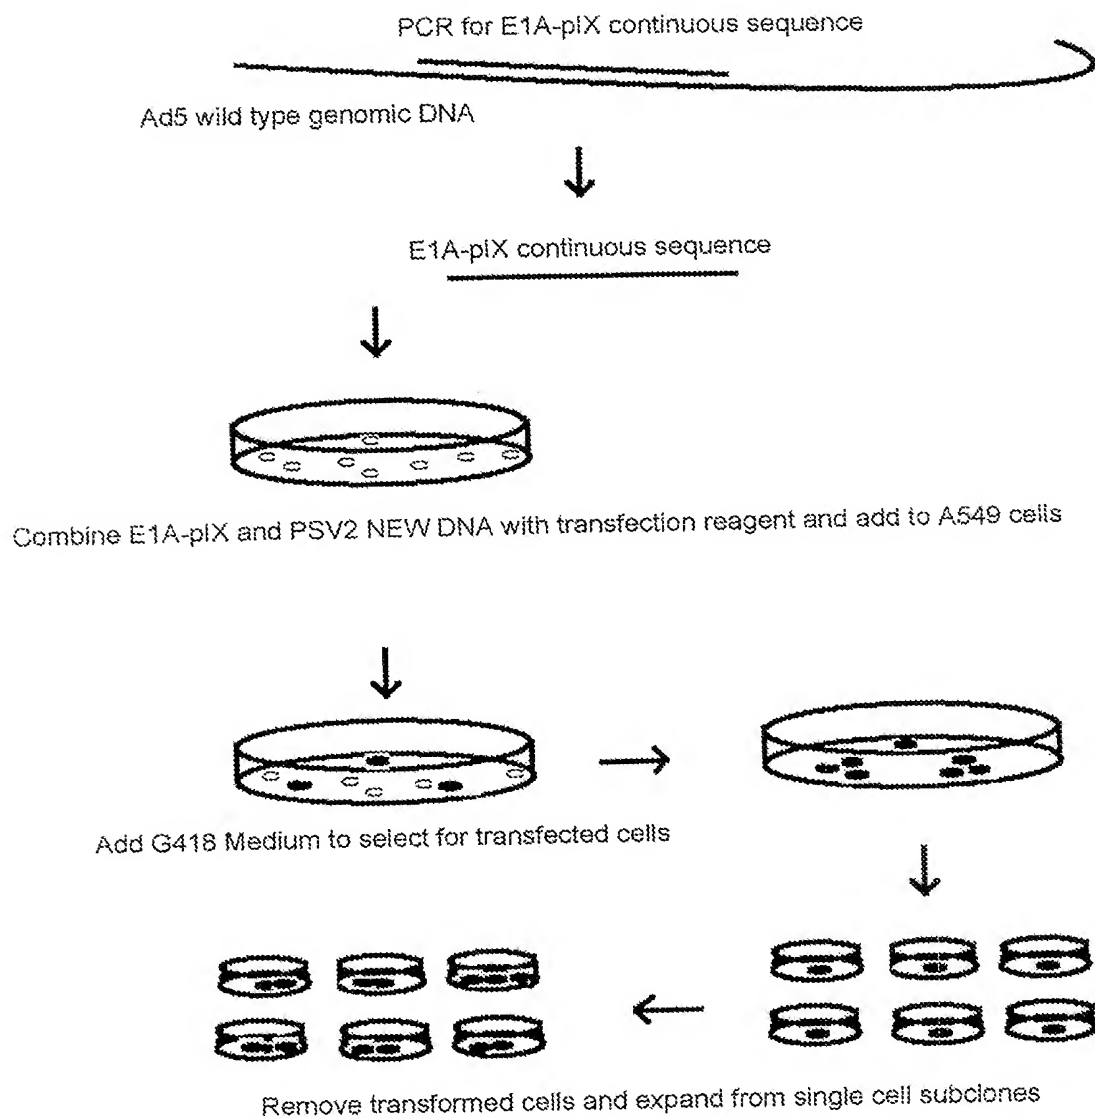 PCR for E1A-pIX continuous sequence
Ad5 wild type genomic DNA
E1A-pIX continuous sequence
Combine E1A-pIX and PSV2 NEW DNA with transfection reagent and add to A549 cells
Add G418 Medium to select for transfected cells
Remove transformed cells and expand from single cell subclones